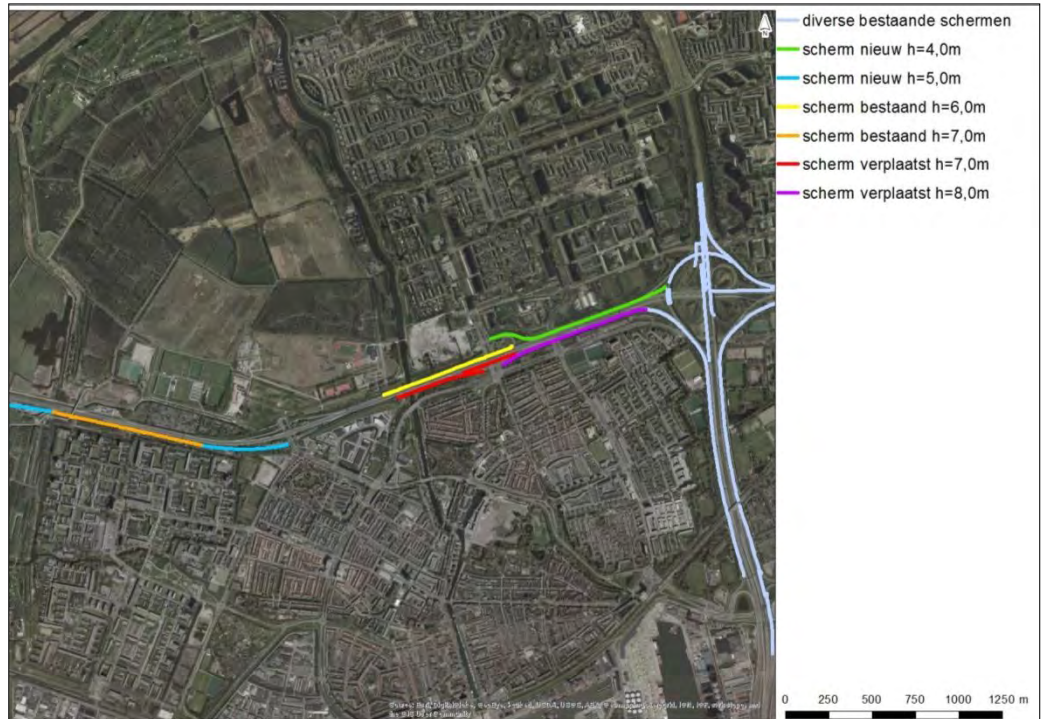 diverse bestaande schermen
scherm nieuw h=4,0m
scherm nieuw h=5,0m
scherm bestaand h=6,0m
scherm bestaand h=7,0m
scherm verplaatst h=7,0m
scherm verplaatst h=8,0m
0 250 500 750 1000 1250 m